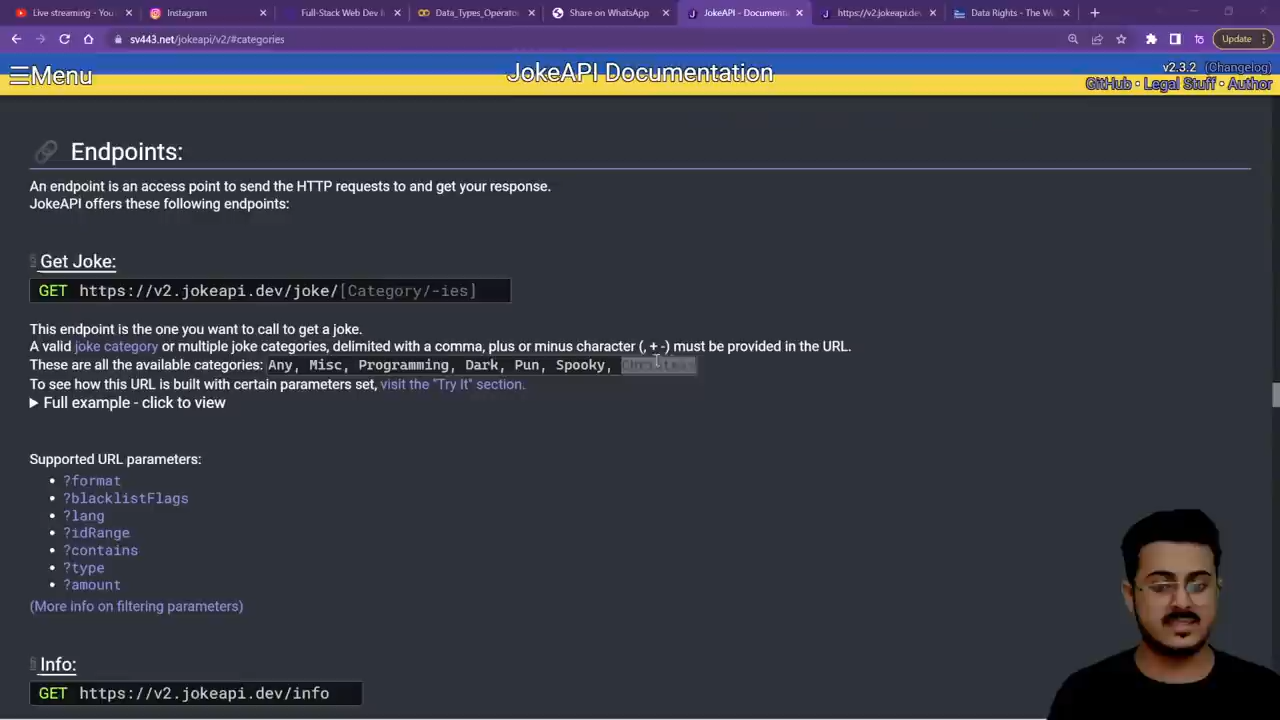 Live streaming - You
Instagram
Full-Stack Web Dev
Data_Types_Operato
Share on WhatsApp
JokeAPI - Documenta
https://v2.jokeapi.dev
Data Rights - The W
sv443.net/jokeapi/v2/#categories
Update
Menu
JokeAPI Documentation
v2.3.2 (Changelog)
GitHub • Legal Stuff • Author
Endpoints:
An endpoint is an access point to send the HTTP requests to and get your response.
JokeAPI offers these following endpoints:
§ Get Joke:
GET https://v2.jokeapi.dev/joke/[Category/-ies]
This endpoint is the one you want to call to get a joke.
A valid joke category or multiple joke categories, delimited with a comma, plus or minus character (, + -) must be provided in the URL.
These are all the available categories: Any, Misc, Programming, Dark, Pun, Spooky, Christmas
To see how this URL is built with certain parameters set, visit the "Try It" section.
▶ Full example - click to view
Supported URL parameters:
• ?format
• ?blacklistFlags
• ?lang
• ?idRange
• ?contains
• ?type
• ?amount
(More info on filtering parameters)
§ Info:
GET https://v2.jokeapi.dev/info